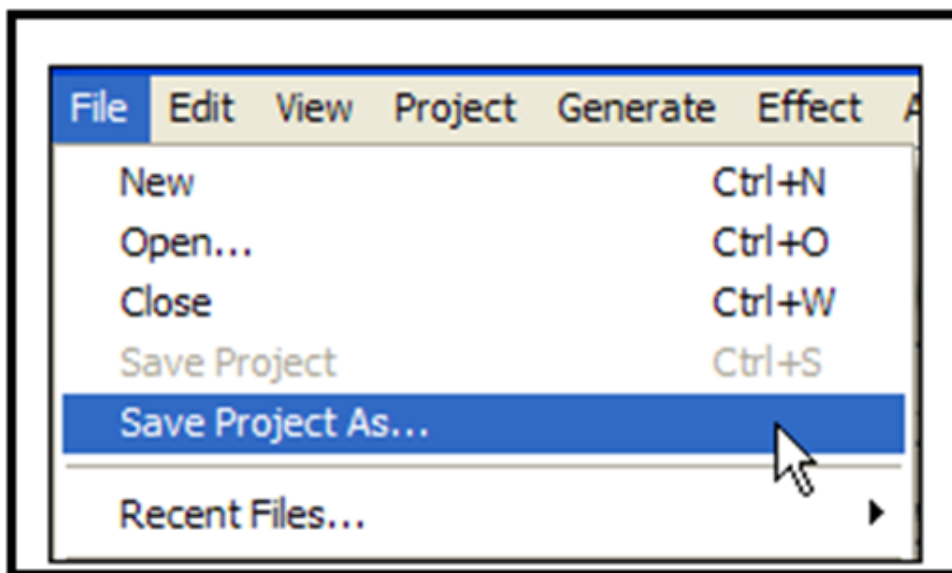 File Edit View Project Generate Effect
New Ctrl+N
Open... Ctrl+O
Close Ctrl+W
Save Project Ctrl+S
Save Project As...
Recent Files...